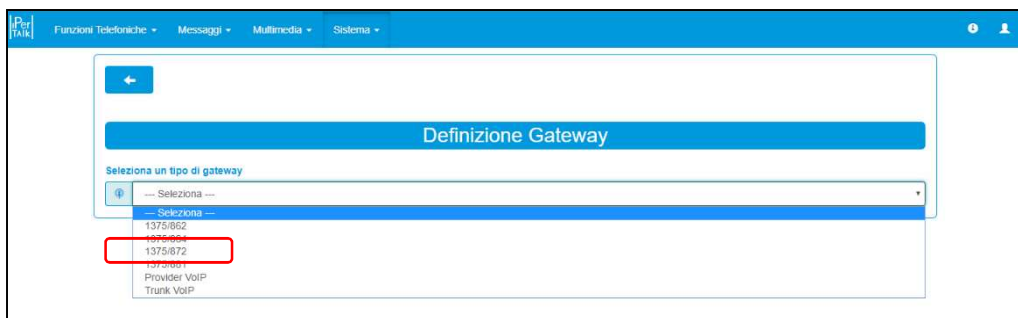 iPer TAlk Funzioni Telefoniche Messaggi Multimedia Sistema
Definizione Gateway
Seleziona un tipo di gateway
--- Seleziona ---
--- Seleziona ---
1375/862
1375/872
Provider VoIP
Trunk VoIP